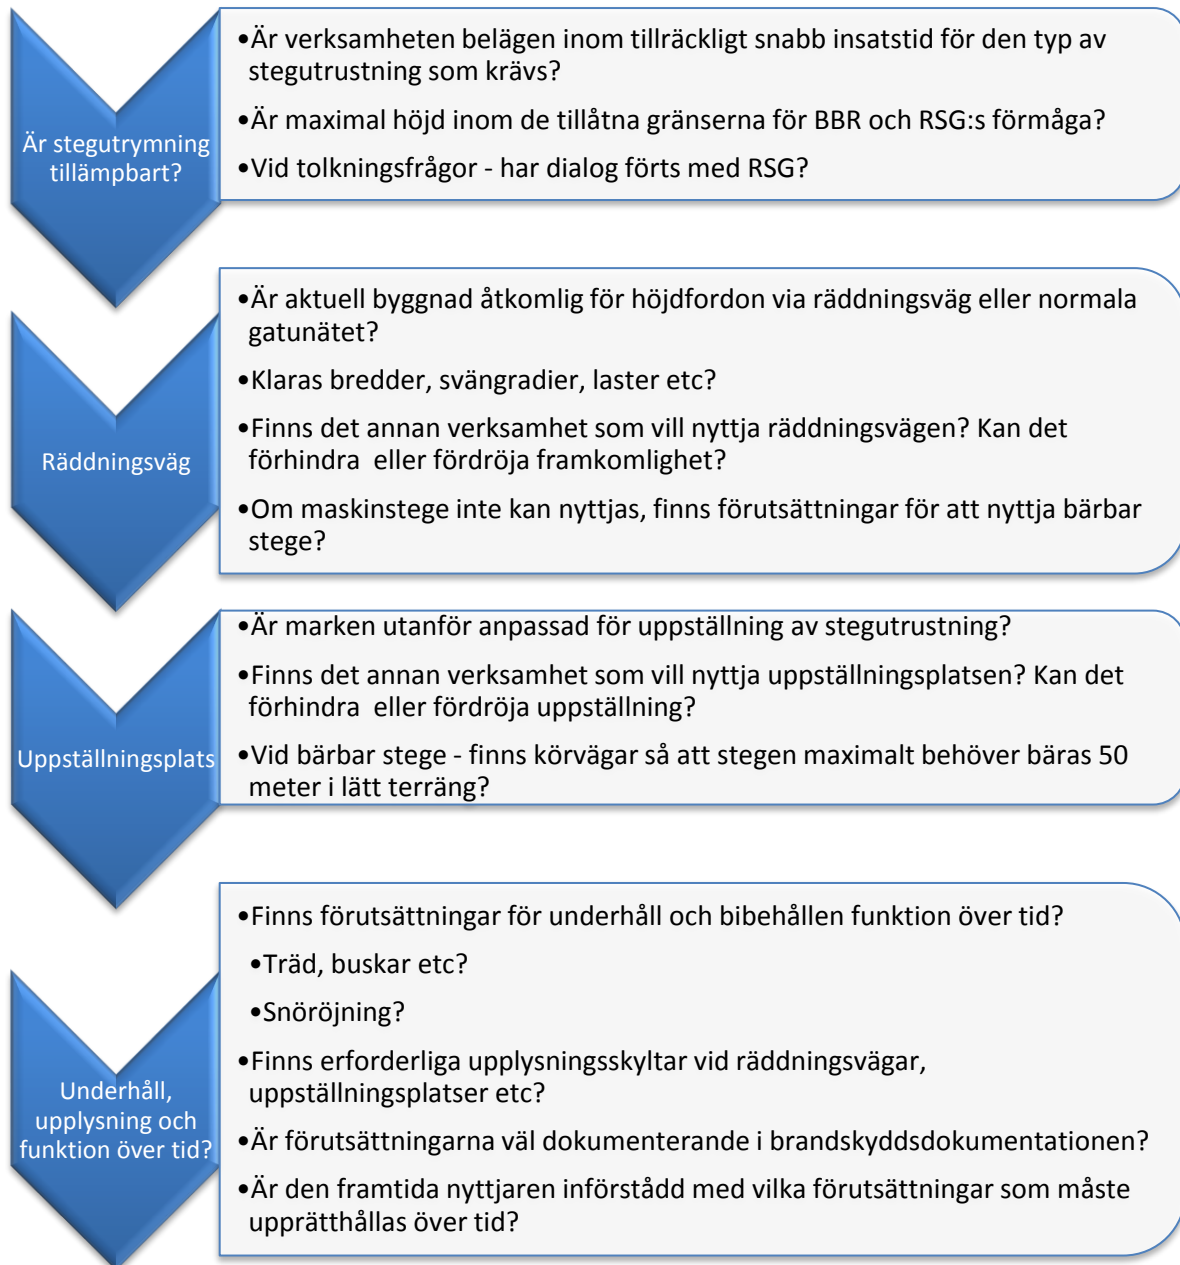 Är stegutrymning
tillämpbart?
•Är verksamheten belägen inom tillräckligt snabb insatstid för den typ av
stegutrustning som krävs?
•Är maximal höjd inom de tillåtna gränserna för BBR och RSG:s förmåga?
•Vid tolkningsfrågor - har dialog förts med RSG?
Räddningsväg
•Är aktuell byggnad åtkomlig för höjdfordon via räddningsväg eller normala
gatunätet?
•Klaras bredder, svängradier, laster etc?
•Finns det annan verksamhet som vill nyttja räddningsvägen? Kan det
förhindra  eller fördröja framkomlighet?
•Om maskinstege inte kan nyttjas, finns förutsättningar för att nyttja bärbar
stege?
Uppställningsplats
•Är marken utanför anpassad för uppställning av stegutrustning?
•Finns det annan verksamhet som vill nyttja uppställningsplatsen? Kan det
förhindra  eller fördröja uppställning?
•Vid bärbar stege - finns körvägar så att stegen maximalt behöver bäras 50
meter i lätt terräng?
Underhåll,
upplysning och
funktion över tid?
•Finns förutsättningar för underhåll och bibehållen funktion över tid?
•Träd, buskar etc?
•Snöröjning?
•Finns erforderliga upplysningsskyltar vid räddningsvägar,
uppställningsplatser etc?
•Är förutsättningarna väl dokumenterande i brandskyddsdokumentationen?
•Är den framtida nyttjaren införstådd med vilka förutsättningar som måste
upprätthållas över tid?